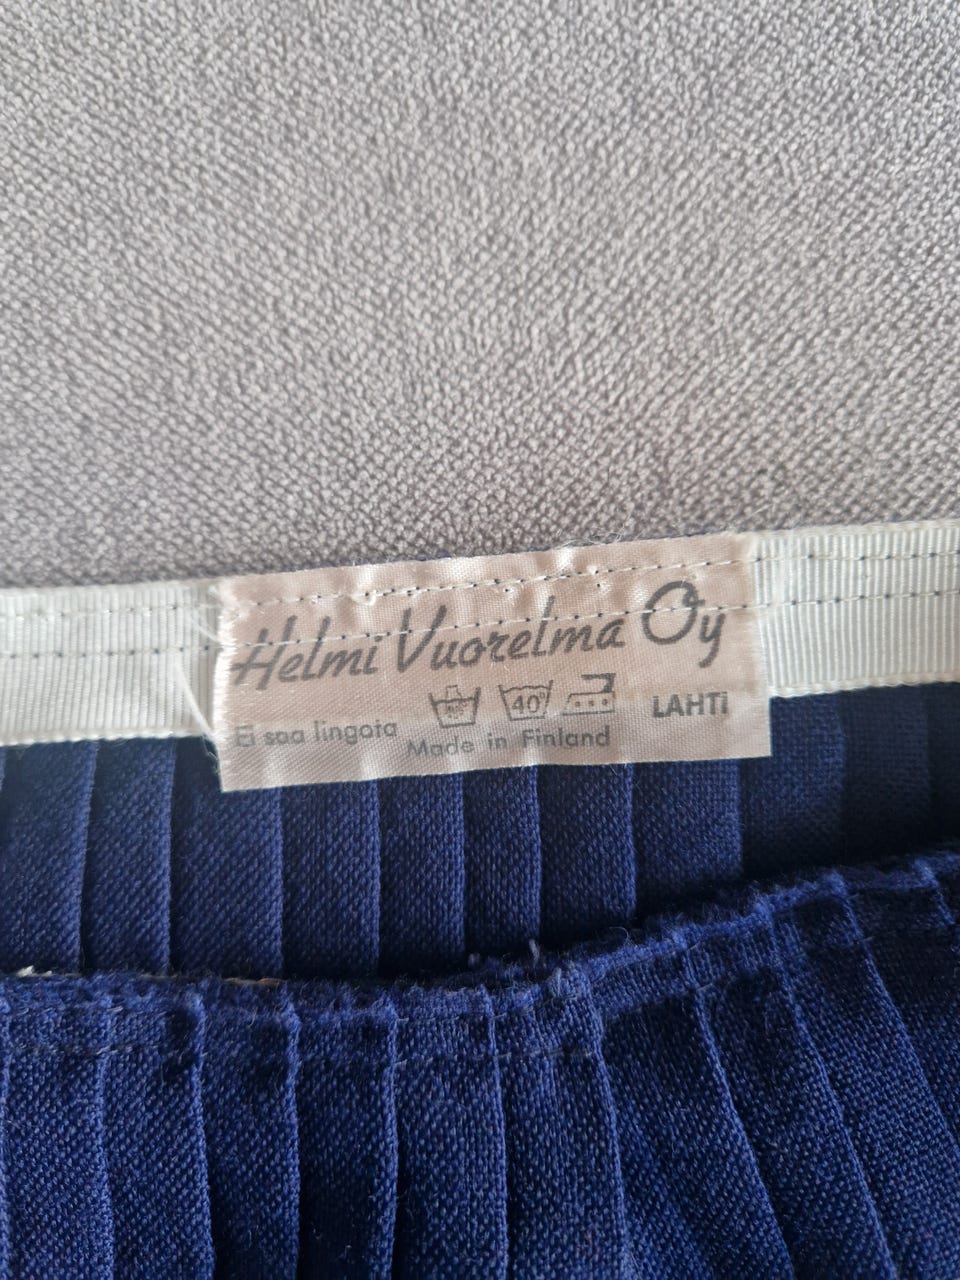 Helmi Vuorelma Oy
40 LAHTI
Ei saa lingota
Made in Finland